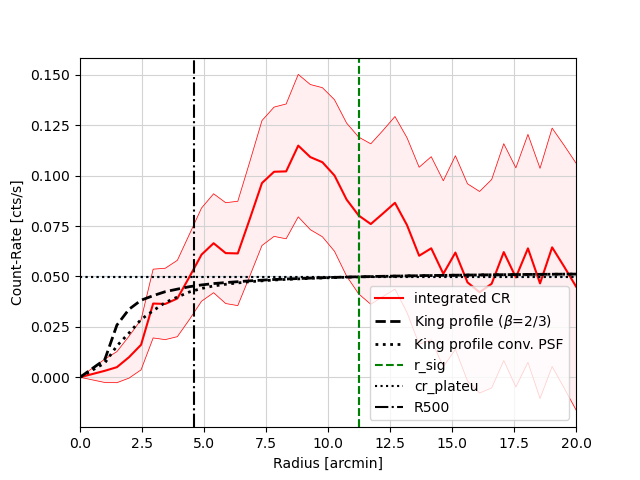 0.150
0.125
0.100
0.075
0.050
0.025
0.000
Count-Rate [cts/s]
integrated CR
King profile (β=2/3)
King profile conv. PSF
r_sig
cr_plateu
R500
0.0 2.5 5.0 7.5 10.0 12.5 15.0 17.5 20.0
Radius [arcmin]